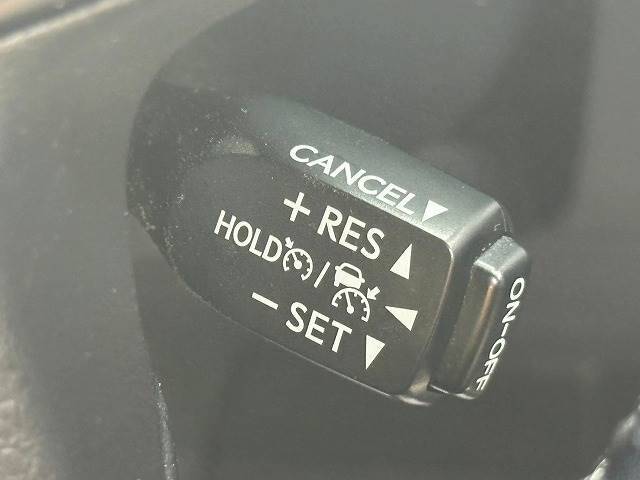 CANCEL▼
+ RES ▲
HOLD / ◀
− SET ▼
ON-OFF